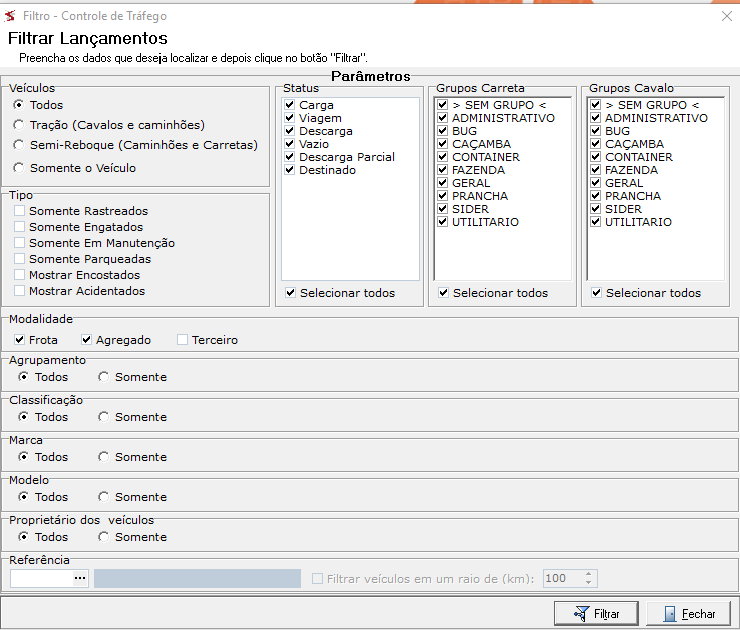 Filtro - Controle de Tráfego
Filtrar Lançamentos
Preencha os dados que deseja localizar e depois clique no botão "Filtrar".
Parâmetros
Veículos
Todos
Tração (Cavalos e caminhões)
Semi-Reboque (Caminhões e Carretas)
Somente o Veículo
Tipo
Somente Rastreados
Somente Engatados
Somente Em Manutenção
Somente Parqueadas
Mostrar Encostados
Mostrar Acidentados
Status
Carga
Viagem
Descarga
Vazio
Descarga Parcial
Destinado
Selecionar todos
Grupos Carreta
> SEM GRUPO <
ADMINISTRATIVO
BUG
CAÇAMBA
CONTAINER
FAZENDA
GERAL
PRANCHA
SIDER
UTILITARIO
Selecionar todos
Grupos Cavalo
> SEM GRUPO <
ADMINISTRATIVO
BUG
CAÇAMBA
CONTAINER
FAZENDA
GERAL
PRANCHA
SIDER
UTILITARIO
Selecionar todos
Modalidade
Frota Agregado Terceiro
Agrupamento
Todos Somente
Classificação
Todos Somente
Marca
Todos Somente
Modelo
Todos Somente
Proprietário dos veículos
Todos Somente
Referência
... Filtrar veículos em um raio de (km): 100
Filtrar Fechar